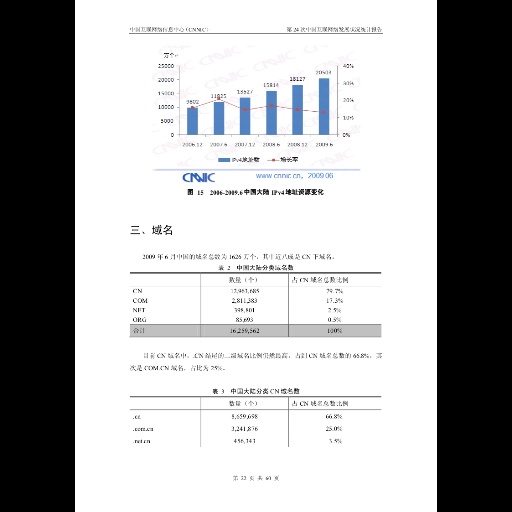 中国互联网络信息中心（CNNIC）
第 24 次中国互联网络发展状况统计报告
万个
25000
20000
15000
10000
5000
0
40%
30%
20%
10%
0%
9802
11825
13527
15814
18127
20503
2006.12
2007.6
2007.12
2008.6
2008.12
2009.6
IPv4地址数
增长率
CNNIC
www.cnnic.cn，2009.06
图 15 2006-2009.6 中国大陆 IPv4 地址资源变化
三、域名
2009 年 6 月中国的域名总数为 1626 万个，其中近八成是 CN 下域名。
表 2 中国大陆分类域名数
数量（个） 占 CN 域名总数比例
CN 12,963,685 79.7%
COM 2,811,383 17.3%
NET 398,801 2.5%
ORG 85,693 0.5%
合计 16,259,562 100%
目前 CN 域名中，.CN 结尾的二级域名比例仍然最高，占到 CN 域名总数的 66.8%，其
次是.COM.CN 域名，占比为 25%。
表 3 中国大陆分类 CN 域名数
数量（个） 占 CN 域名总数比例
.cn 8,659,698 66.8%
.com.cn 3,241,876 25.0%
.net.cn 456,343 3.5%
第 22 页 共 60 页